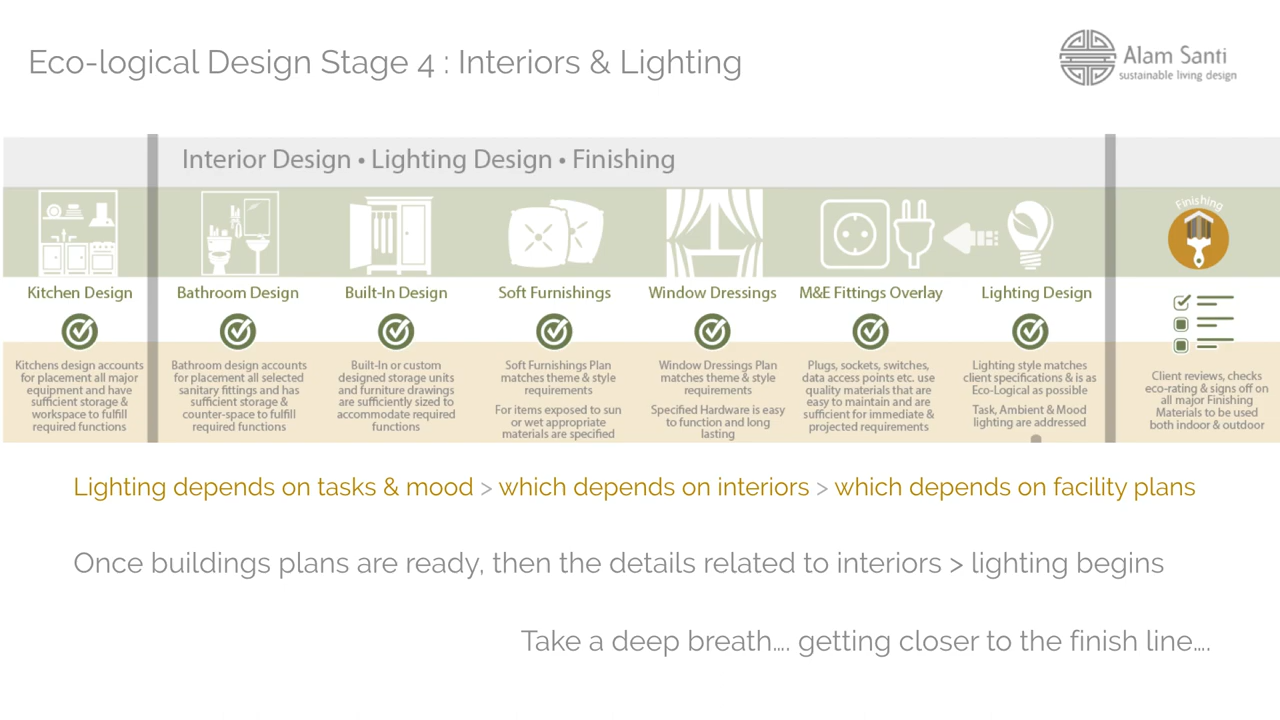 Eco-logical Design Stage 4 : Interiors & Lighting
Alam Santi
sustainable living design
Interior Design • Lighting Design • Finishing
Finishing
Kitchen Design
Kitchens design accounts
for placement all major
equipment and have
sufficient storage &
workspace to fulfill
required functions
Bathroom Design
Bathroom design accounts
for placement all selected
sanitary fittings and has
sufficient storage &
counter-space to fulfill
required functions
Built-In Design
Built-In or custom
designed storage units
and furniture drawings
are sufficiently sized to
accommodate required
functions
Soft Furnishings
Soft Furnishings Plan
matches theme & style
requirements
For items exposed to sun
or wet appropriate
materials are specified
Window Dressings
Window Dressings Plan
matches theme & style
requirements
Specified Hardware is easy
to function and long
lasting
M&E Fittings Overlay
Plugs, sockets, switches,
data access points etc. use
quality materials that are
easy to maintain and are
sufficient for immediate &
projected requirements
Lighting Design
Lighting style matches
client specifications & is as
Eco-Logical as possible
Task, Ambient & Mood
lighting are addressed
Client reviews, checks
eco-rating & signs off on
all major Finishing
Materials to be used
both indoor & outdoor
Lighting depends on tasks & mood > which depends on interiors > which depends on facility plans
Once buildings plans are ready, then the details related to interiors > lighting begins
Take a deep breath.... getting closer to the finish line....